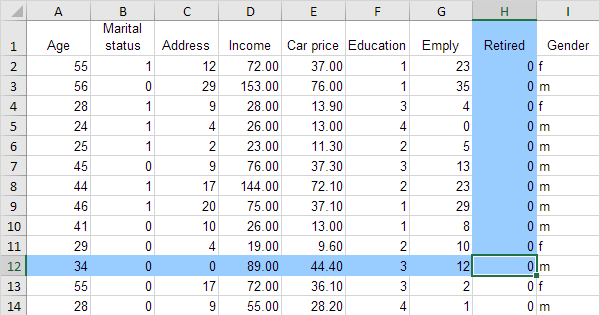 A B C D E F G H I
1 Age Marital status Address Income Car price Education Emply Retired Gender
2 55 1 12 72.00 37.00 1 23 0 f
3 56 0 29 153.00 76.00 1 35 0 m
4 28 1 9 28.00 13.90 3 4 0 f
5 24 1 4 26.00 13.00 4 0 0 m
6 25 1 2 23.00 11.30 2 5 0 m
7 45 0 9 76.00 37.30 3 13 0 m
8 44 1 17 144.00 72.10 2 23 0 m
9 46 1 20 75.00 37.10 1 29 0 m
10 41 0 10 26.00 13.00 1 8 0 m
11 29 0 4 19.00 9.60 2 10 0 f
12 34 0 0 89.00 44.40 3 12 0 m
13 55 0 17 72.00 36.10 3 2 0 f
14 28 0 9 55.00 28.20 4 1 0 m